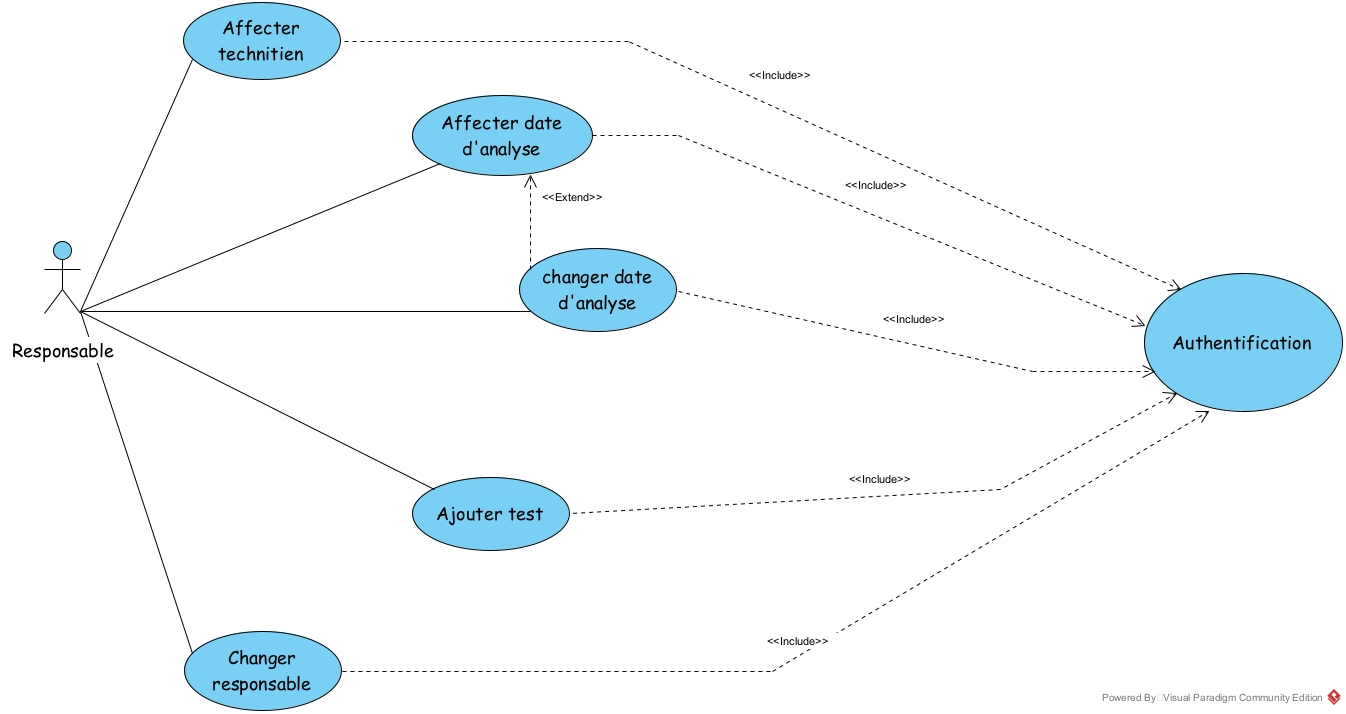 Affecter
technitien
<<Include>>
Affecter date
d'analyse
<<Include>>
<<Extend>>
changer date
d'analyse
<<Include>>
Authentification
Responsable
<<Include>>
Ajouter test
<<Include>>
Changer
responsable
Powered By Visual Paradigm Community Edition